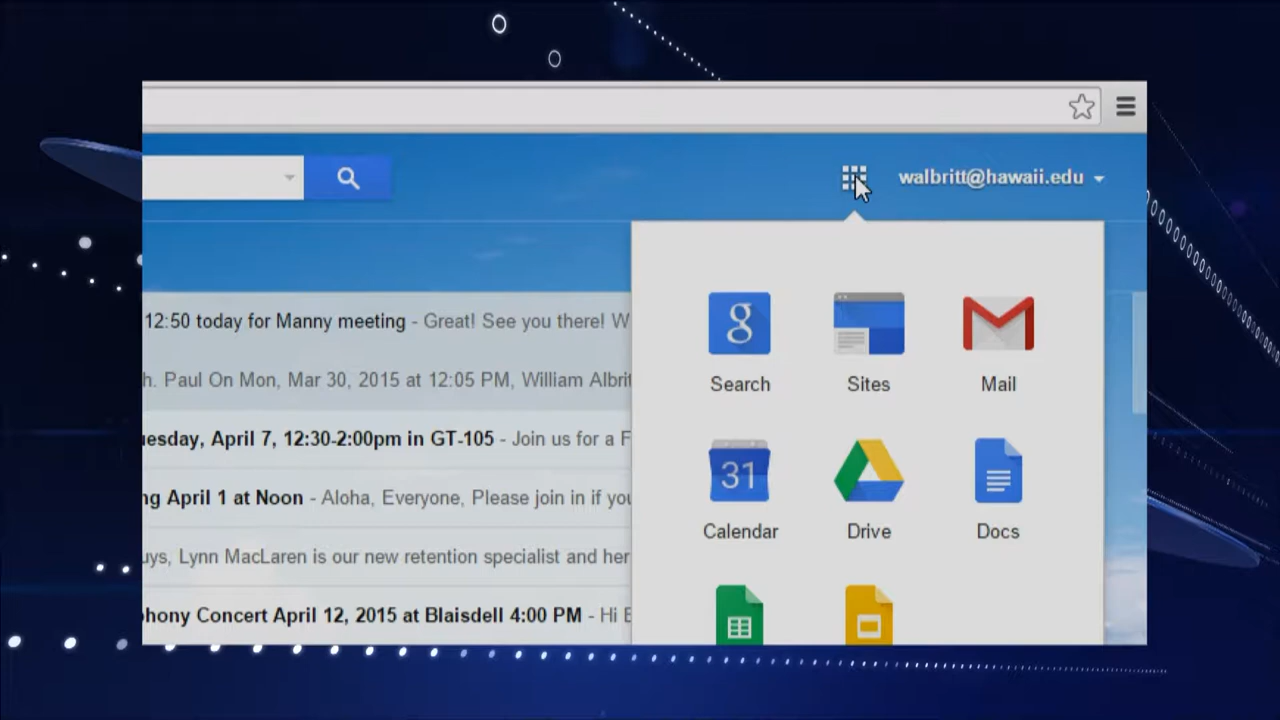 walbritt@hawaii.edu
12:50 today for Manny meeting - Great! See you there! W
h. Paul On Mon, Mar 30, 2015 at 12:05 PM, William Albrit
uesday, April 7, 12:30-2:00pm in GT-105 - Join us for a F
ng April 1 at Noon - Aloha, Everyone, Please join in if you
uys, Lynn MacLaren is our new retention specialist and her
phony Concert April 12, 2015 at Blaisdell 4:00 PM - Hi E
g
Search
Sites
Mail
31
Calendar
Drive
Docs